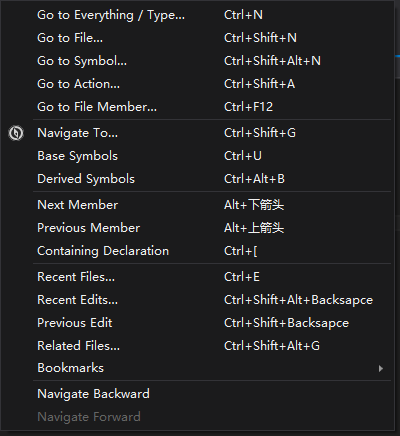 Go to Everything / Type... Ctrl+N
Go to File... Ctrl+Shift+N
Go to Symbol... Ctrl+Shift+Alt+N
Go to Action... Ctrl+Shift+A
Go to File Member... Ctrl+F12
Navigate To... Ctrl+Shift+G
Base Symbols Ctrl+U
Derived Symbols Ctrl+Alt+B
Next Member Alt+下箭头
Previous Member Alt+上箭头
Containing Declaration Ctrl+[
Recent Files... Ctrl+E
Recent Edits... Ctrl+Shift+Alt+Backsapce
Previous Edit Ctrl+Shift+Backsapce
Related Files... Ctrl+Shift+Alt+G
Bookmarks
Navigate Backward
Navigate Forward